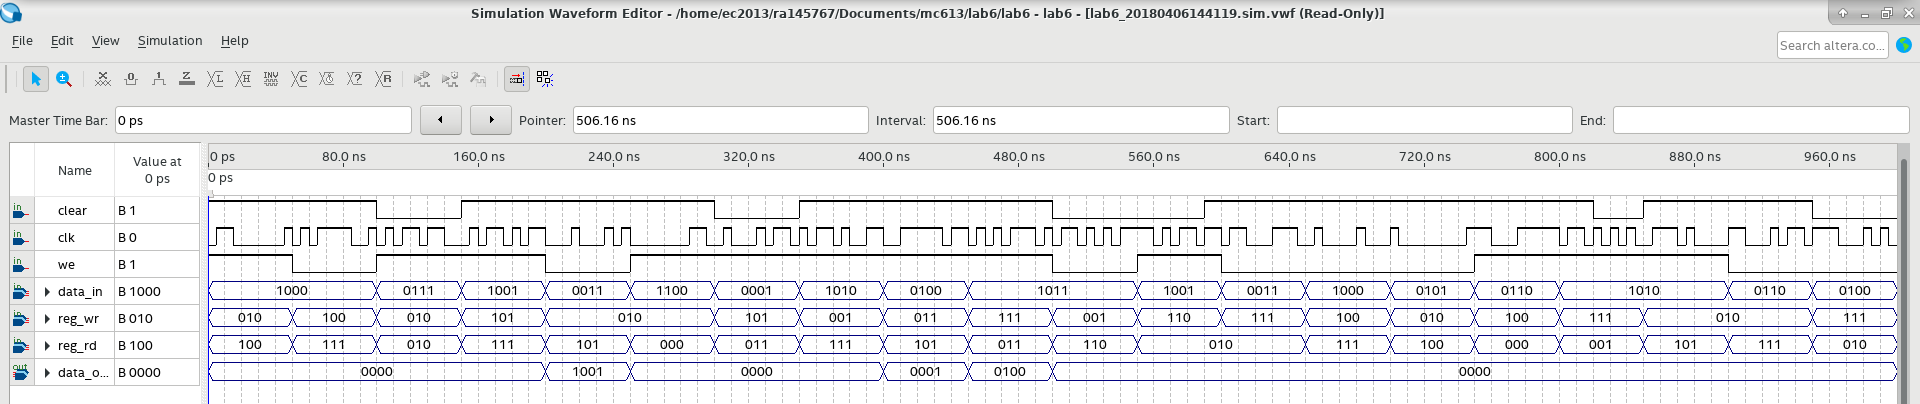 Simulation Waveform Editor - /home/ec2013/ra145767/Documents/mc613/lab6/lab6 - lab6 - [lab6_20180406144119.sim.vwf (Read-Only)]
File Edit View Simulation Help
Search altera.co...
Master Time Bar: 0 ps Pointer: 506.16 ns Interval: 506.16 ns Start: End:
Name Value at 0 ps
0 ps 80.0 ns 160.0 ns 240.0 ns 320.0 ns 400.0 ns 480.0 ns 560.0 ns 640.0 ns 720.0 ns 800.0 ns 880.0 ns 960.0 ns
0 ps
clear B 1
clk B 0
we B 1
data_in B 1000 1000 0111 1001 0011 1100 0001 1010 0100 1011 1001 0011 1000 0101 0110 1010 0110 0100
reg_wr B 010 010 100 010 101 010 101 001 011 111 001 110 111 100 010 100 111 010 111
reg_rd B 100 100 111 010 111 101 000 011 111 101 011 110 010 111 100 000 001 101 111 010
data_o... B 0000 0000 1001 0000 0001 0100 0000